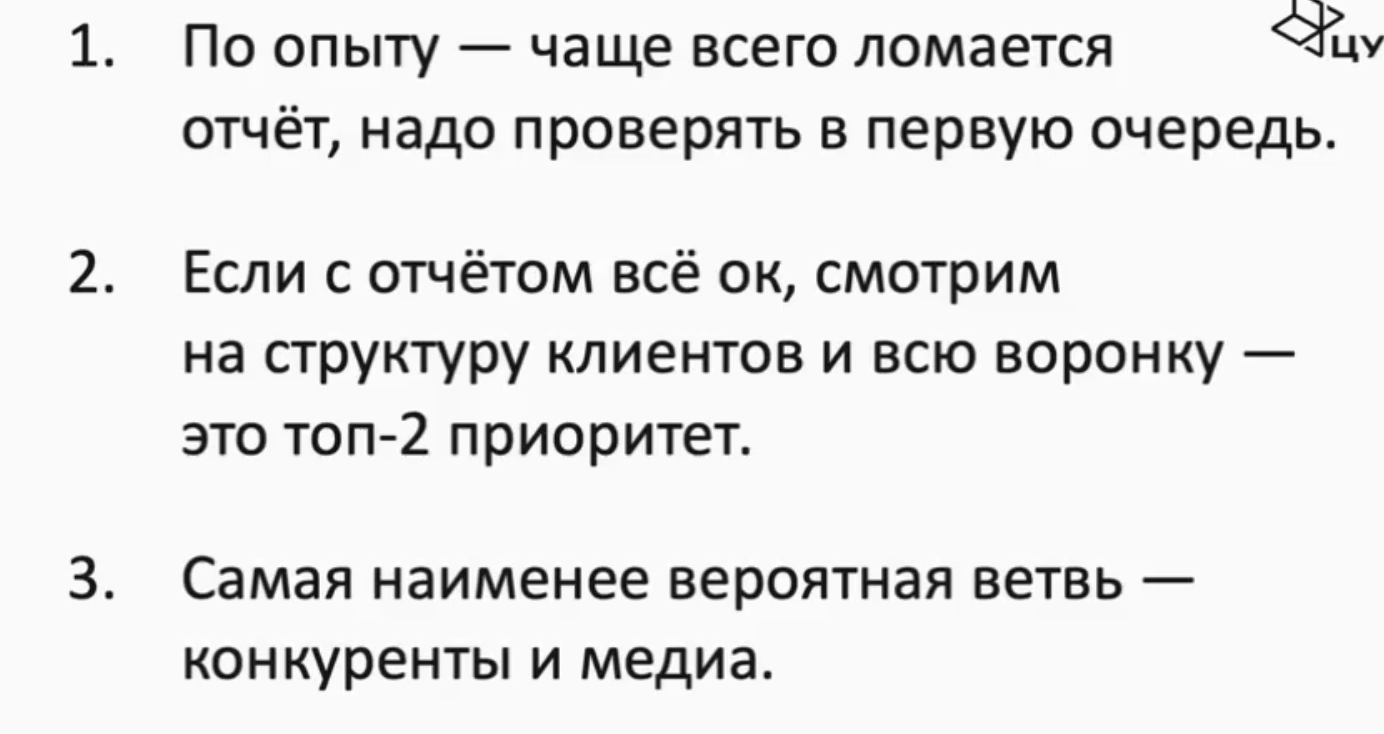 1. По опыту — чаще всего ломается
отчёт, надо проверять в первую очередь.
2. Если с отчётом всё ок, смотрим
на структуру клиентов и всю воронку —
это топ-2 приоритет.
3. Самая наименее вероятная ветвь —
конкуренты и медиа.
ЦУ